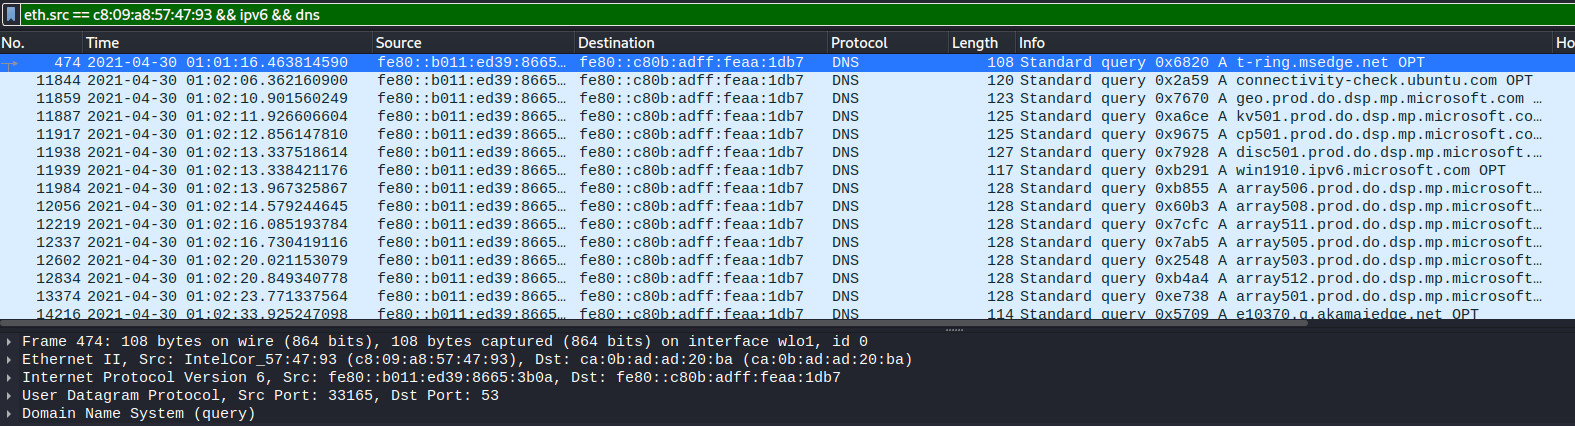 eth.src == c8:09:a8:57:47:93 && ipv6 && dns
No. Time Source Destination Protocol Length Info Ho
474 2021-04-30 01:01:16.463814590 fe80::b011:ed39:8665… fe80::c80b:adff:feaa:1db7 DNS 108 Standard query 0x6820 A t-ring.msedge.net OPT
11844 2021-04-30 01:02:06.362160900 fe80::b011:ed39:8665… fe80::c80b:adff:feaa:1db7 DNS 120 Standard query 0x2a59 A connectivity-check.ubuntu.com OPT
11859 2021-04-30 01:02:10.901560249 fe80::b011:ed39:8665… fe80::c80b:adff:feaa:1db7 DNS 123 Standard query 0x7670 A geo.prod.do.dsp.mp.microsoft.com …
11887 2021-04-30 01:02:11.926606604 fe80::b011:ed39:8665… fe80::c80b:adff:feaa:1db7 DNS 125 Standard query 0xa6ce A kv501.prod.do.dsp.mp.microsoft.co…
11917 2021-04-30 01:02:12.856147810 fe80::b011:ed39:8665… fe80::c80b:adff:feaa:1db7 DNS 125 Standard query 0x9675 A cp501.prod.do.dsp.mp.microsoft.co…
11938 2021-04-30 01:02:13.337518614 fe80::b011:ed39:8665… fe80::c80b:adff:feaa:1db7 DNS 127 Standard query 0x7928 A disc501.prod.do.dsp.mp.microsoft.…
11939 2021-04-30 01:02:13.338421176 fe80::b011:ed39:8665… fe80::c80b:adff:feaa:1db7 DNS 117 Standard query 0xb291 A win1910.ipv6.microsoft.com OPT
11984 2021-04-30 01:02:13.967325867 fe80::b011:ed39:8665… fe80::c80b:adff:feaa:1db7 DNS 128 Standard query 0xb855 A array506.prod.do.dsp.mp.microsoft…
12056 2021-04-30 01:02:14.579244645 fe80::b011:ed39:8665… fe80::c80b:adff:feaa:1db7 DNS 128 Standard query 0x60b3 A array508.prod.do.dsp.mp.microsoft…
12219 2021-04-30 01:02:16.085193784 fe80::b011:ed39:8665… fe80::c80b:adff:feaa:1db7 DNS 128 Standard query 0x7cfc A array511.prod.do.dsp.mp.microsoft…
12337 2021-04-30 01:02:16.730419116 fe80::b011:ed39:8665… fe80::c80b:adff:feaa:1db7 DNS 128 Standard query 0x7ab5 A array505.prod.do.dsp.mp.microsoft…
12602 2021-04-30 01:02:20.021153079 fe80::b011:ed39:8665… fe80::c80b:adff:feaa:1db7 DNS 128 Standard query 0x2548 A array503.prod.do.dsp.mp.microsoft…
12834 2021-04-30 01:02:20.849340778 fe80::b011:ed39:8665… fe80::c80b:adff:feaa:1db7 DNS 128 Standard query 0xb4a4 A array512.prod.do.dsp.mp.microsoft…
13374 2021-04-30 01:02:23.771337564 fe80::b011:ed39:8665… fe80::c80b:adff:feaa:1db7 DNS 128 Standard query 0xe738 A array501.prod.do.dsp.mp.microsoft…
14216 2021-04-30 01:02:33.925247098 fe80::b011:ed39:8665… fe80::c80b:adff:feaa:1db7 DNS 114 Standard query 0x5709 A e10370.g.akamaiedge.net OPT
Frame 474: 108 bytes on wire (864 bits), 108 bytes captured (864 bits) on interface wlo1, id 0
Ethernet II, Src: IntelCor_57:47:93 (c8:09:a8:57:47:93), Dst: ca:0b:ad:ad:20:ba (ca:0b:ad:ad:20:ba)
Internet Protocol Version 6, Src: fe80::b011:ed39:8665:3b0a, Dst: fe80::c80b:adff:feaa:1db7
User Datagram Protocol, Src Port: 33165, Dst Port: 53
Domain Name System (query)